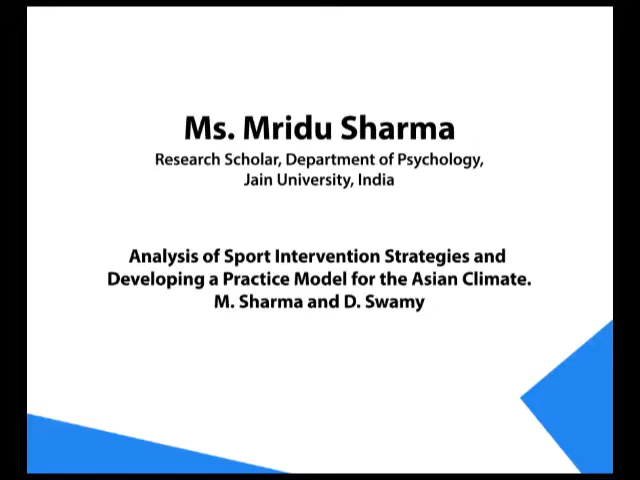 Ms. Mridu Sharma
Research Scholar, Department of Psychology,
Jain University, India
Analysis of Sport Intervention Strategies and
Developing a Practice Model for the Asian Climate.
M. Sharma and D. Swamy